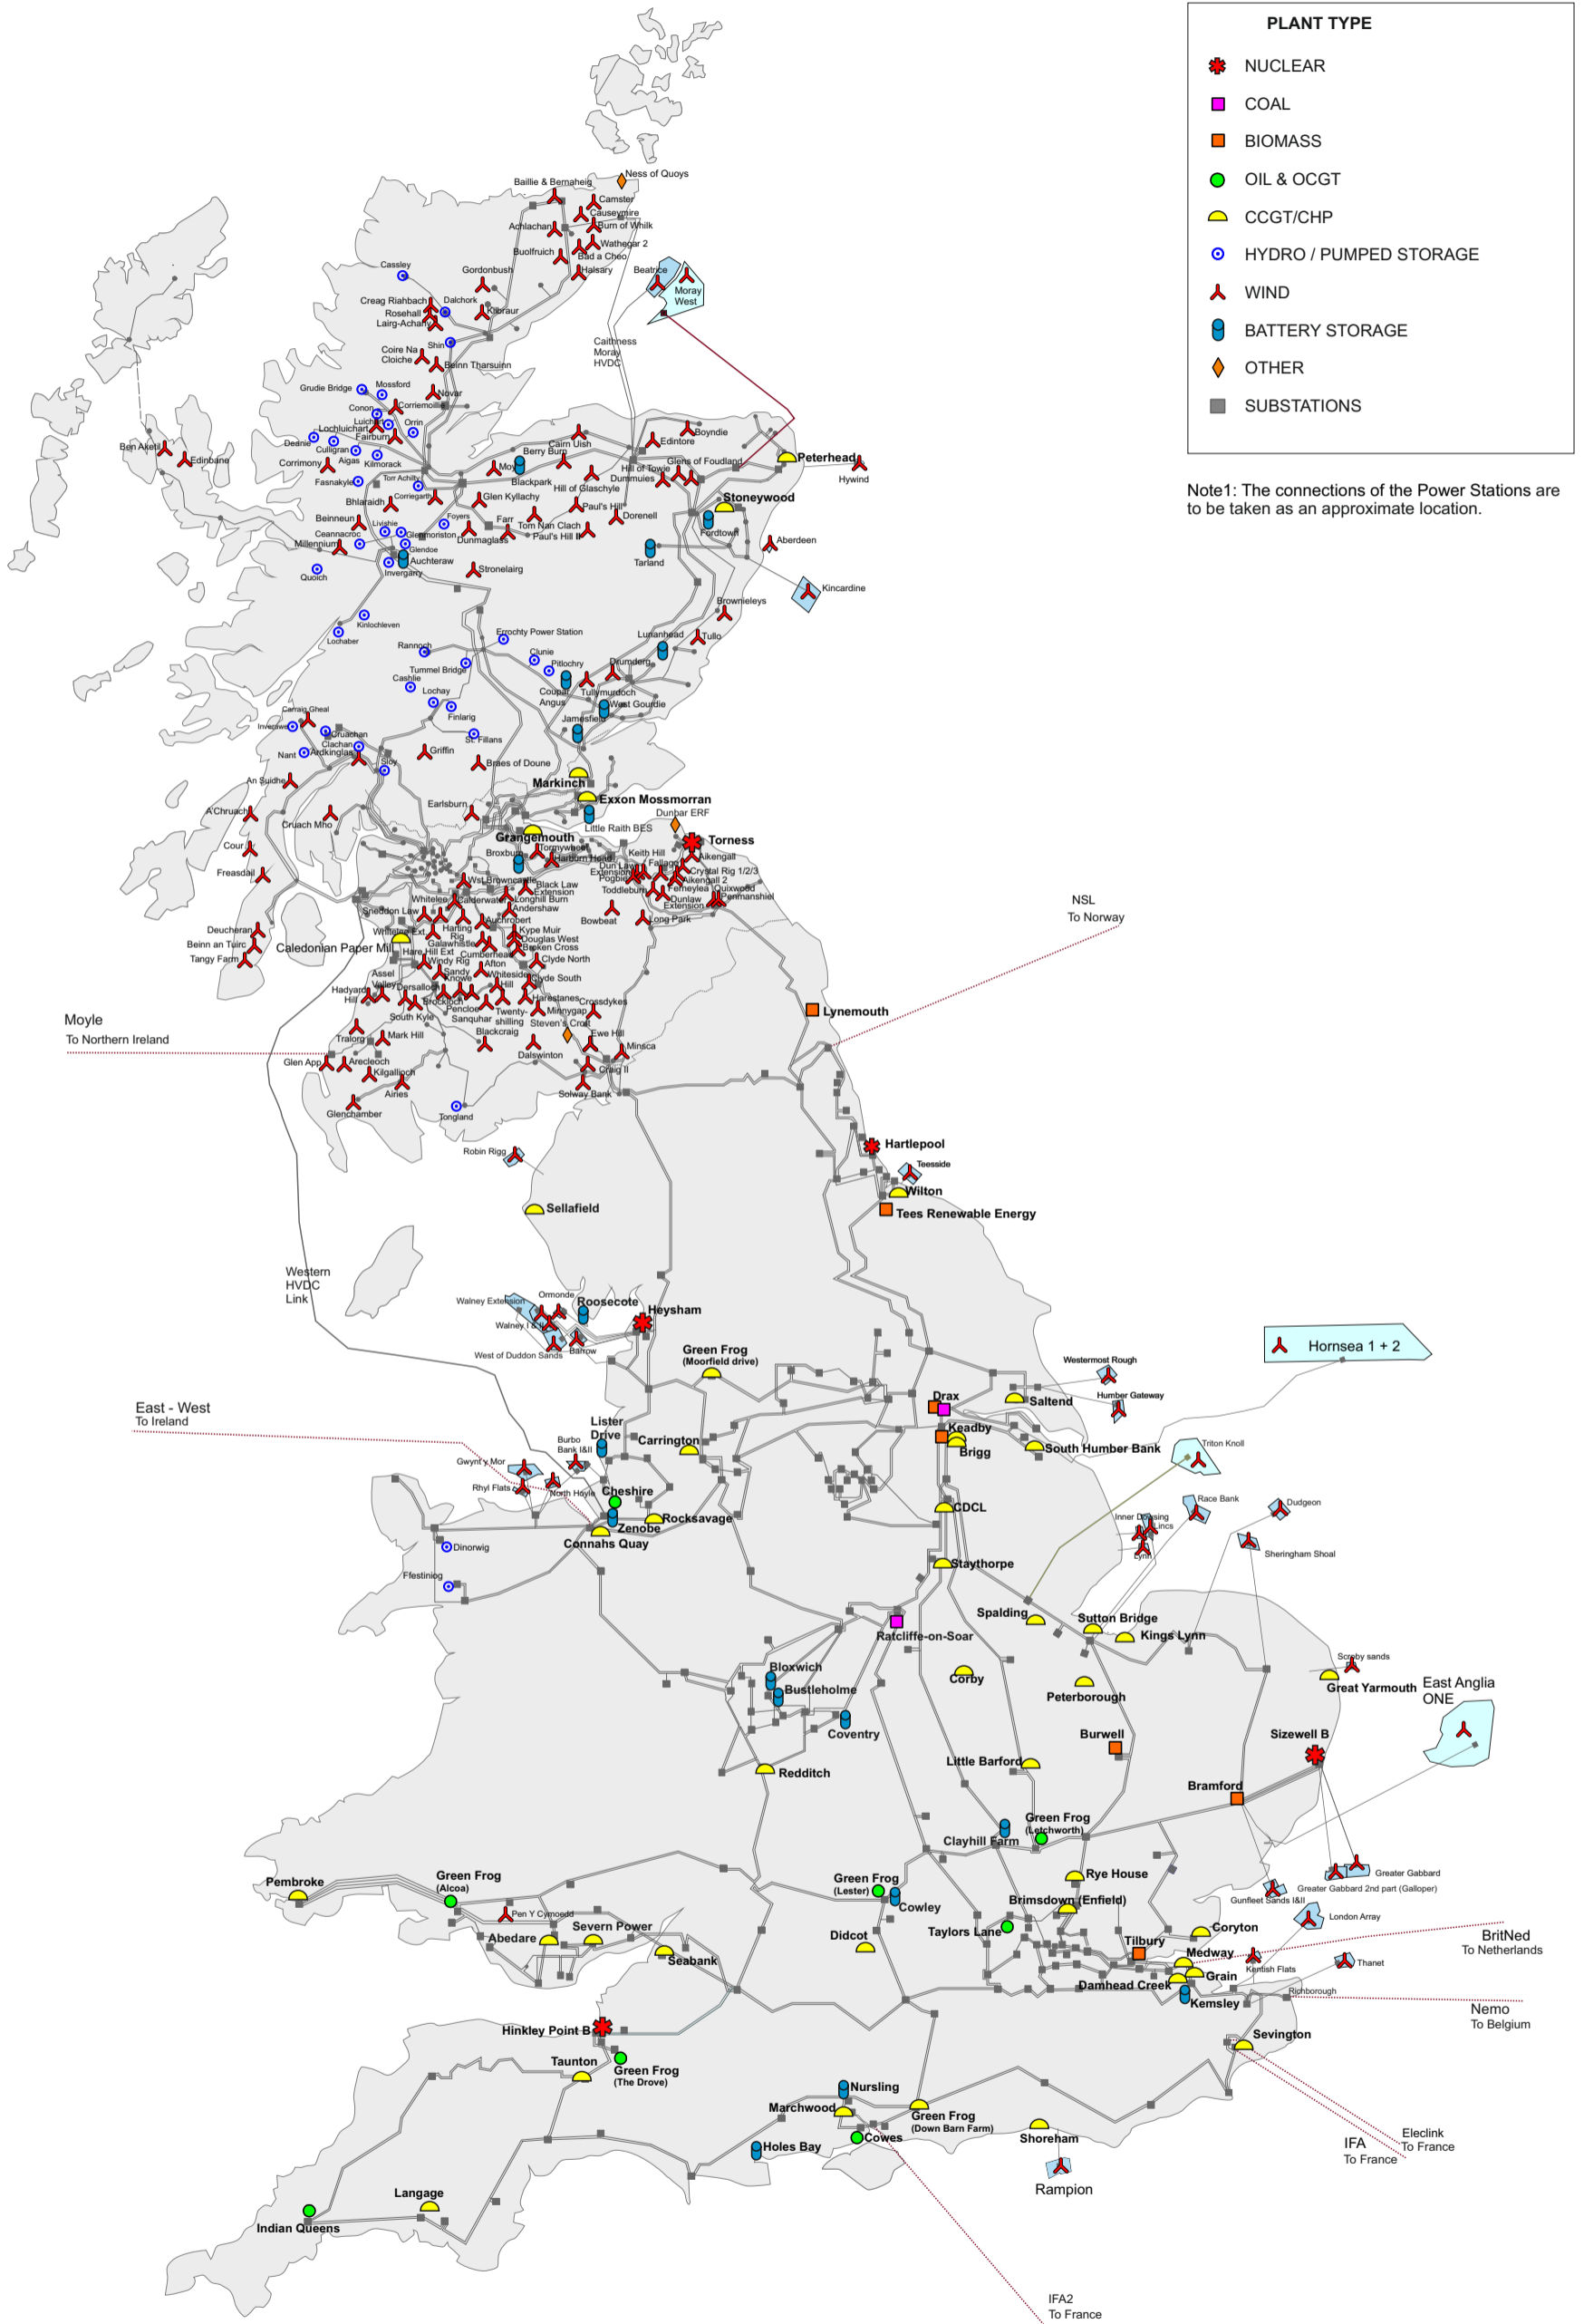 PLANT TYPE
NUCLEAR
COAL
BIOMASS
OIL & OCGT
CCGT/CHP
HYDRO / PUMPED STORAGE
WIND
BATTERY STORAGE
OTHER
SUBSTATIONS
Note1: The connections of the Power Stations are
to be taken as an approximate location.
Ness of Quoys
Baillie & Bernaheig
Camster
Causeymire
Achlachan
Burn of Whilk
Wathegar 2
Buolfruich
Bad a Cheo
Halsary
Cassley
Gordonbush
Beatrice
Moray
West
Creag Riahbach
Dalchork
Rosehall
Kilbraur
Lairg-Achany
Shin
Coire Na
Cloiche
Beinn Tharsuinn
Caithness
Moray
HVDC
Grudie Bridge
Mossford
Novar
Conon
Corriemoillie
Luichart
Lochluichart
Orrin
Deanie
Fairburn
Culligran
Aigas
Kilmorack
Corrimony
Fasnakyle
Torr Achilty
Ben Aketil
Edinbane
Cairn Uish
Berry Burn
Boyndie
Edintore
Moy
Blackpark
Hill of Towie
Glens of Foudland
Dummuies
Peterhead
Hywind
Hill of Glaschyle
Corriegarth
Bhlaraidh
Glen Kyllachy
Paul's Hill
Stoneywood
Beinneun
Livishie
Foyers
Farr
Tom Nan Clach
Dorenell
Paul's Hill II
Fordtown
Ceannacroc
Glenmoriston
Dunmaglass
Millennium
Glendoe
Auchteraw
Invergarry
Quoich
Stronelairg
Tarland
Aberdeen
Kincardine
Kinlochleven
Lochaber
Brownieleys
Errochty Power Station
Lunanhead
Tullo
Rannoch
Clunie
Pitlochry
Tummel Bridge
Drumderg
Cashlie
Coupar
Angus
Tullymurdoch
Lochay
West Gourdie
Finlarig
Jamesfield
Carraig Gheal
Inverawe
Cruachan
St. Fillans
Clachan
Nant
Ardkinglas
Griffin
Sloy
Braes of Doune
An Suidhe
Markinch
A'Chruach
Cruach Mho
Earlsburn
Exxon Mossmorran
Little Raith BES
Dunbar ERF
Grangemouth
Torness
Cour
Freasdail
Broxburn
Tormywheel
Harburn Head
Keith Hill
Aikengall
Dun Law
Extension
Fallago
Crystal Rig 1/2/3
Pogbie
Aikengall 2
Toddleburn
Ferneylea
Quixwood
Dunlaw
Extension
Penmanshiel
Wst Browncastle
Black Law
Extension
Whitelee
Calderwater
Longhill Burn
Andershaw
Sneddon Law
Auchrobert
Bowbeat
Long Park
Whitelee Ext
Harting
Rig
Kype Muir
Galawhistle
Douglas West
Deucheran
Beinn an Tuirc
Tangy Farm
Caledonian Paper Mill
Hare Hill Ext
Cumberhead
Broken Cross
Windy Rig
Clyde North
Assel
Valley
Sandy
Knowe
Afton
Whiteside
Hill
Clyde South
Hadyard
Hill
Dersalloch
Brockloch
Harestanes
South Kyle
Pencloe
Sanquhar
Twenty-
shilling
Minnygap
Crossdykes
Steven's Croft
Tralorg
Mark Hill
Blackcraig
Ewe Hill
Dalswinton
Minsca
Glen App
Arecleoch
Craig II
Kilgallioch
Airies
Solway Bank
Glenchamber
Tongland
Moyle
To Northern Ireland
NSL
To Norway
Lynemouth
Hartlepool
Robin Rigg
Teesside
Wilton
Sellafield
Tees Renewable Energy
Western
HVDC
Link
Walney Extension
Ormonde
Roosecote
Heysham
Walney I & II
West of Duddon Sands
Barrow
Green Frog
(Moorfield drive)
Hornsea 1 + 2
Westermost Rough
Humber Gateway
Drax
Saltend
East - West
To Ireland
Lister
Drive
Carrington
Keadby
Brigg
South Humber Bank
Triton Knoll
Burbo
Bank I&II
Gwynt y Mor
Rhyl Flats
North Hoyle
Cheshire
Zenobe
Rocksavage
Connahs Quay
CDCL
Race Bank
Dudgeon
Inner Dowsing
Lincs
Lynn
Sheringham Shoal
Dinorwig
Ffestiniog
Staythorpe
Spalding
Sutton Bridge
Kings Lynn
Ratcliffe-on-Soar
Scroby sands
Great Yarmouth
East Anglia
ONE
Bloxwich
Bustleholme
Corby
Peterborough
Coventry
Burwell
Sizewell B
Redditch
Little Barford
Bramford
Green Frog
(Letchworth)
Clayhill Farm
Pembroke
Green Frog
(Alcoa)
Green Frog
(Lester)
Cowley
Rye House
Greater Gabbard
Greater Gabbard 2nd part (Galloper)
Gunfleet Sands I&II
Pen Y Cymoedd
Abedare
Severn Power
Brimsdown (Enfield)
London Array
Seabank
Didcot
Taylors Lane
Coryton
Tilbury
BritNed
To Netherlands
Medway
Kentish Flats
Thanet
Damhead Creek
Grain
Kemsley
Richborough
Nemo
To Belgium
Hinkley Point B
Sevington
Taunton
Green Frog
(The Drove)
Nursling
Marchwood
Green Frog
(Down Barn Farm)
Cowes
Shoreham
Holes Bay
Eleclink
To France
IFA
To France
Rampion
Langage
Indian Queens
IFA2
To France